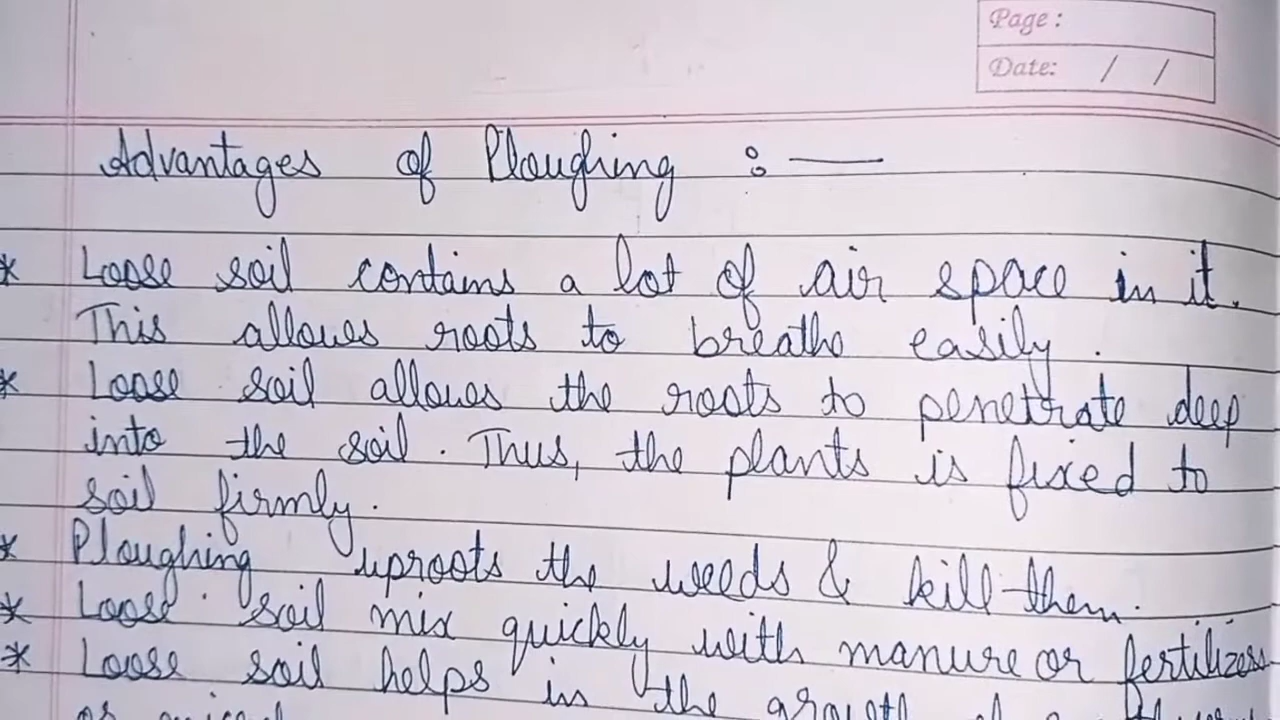 Page :
Date: / /
Advantages of Ploughing :—
* Loose soil contains a lot of air space in it.
This allows roots to breathe easily.
* Loose soil allows the roots to penetrate deep
into the soil. Thus, the plants is fixed to
soil firmly.
* Ploughing uproots the weeds & kill them.
* Loose soil mix quickly with manure or fertilizers
* Loose soil helps in the growth of